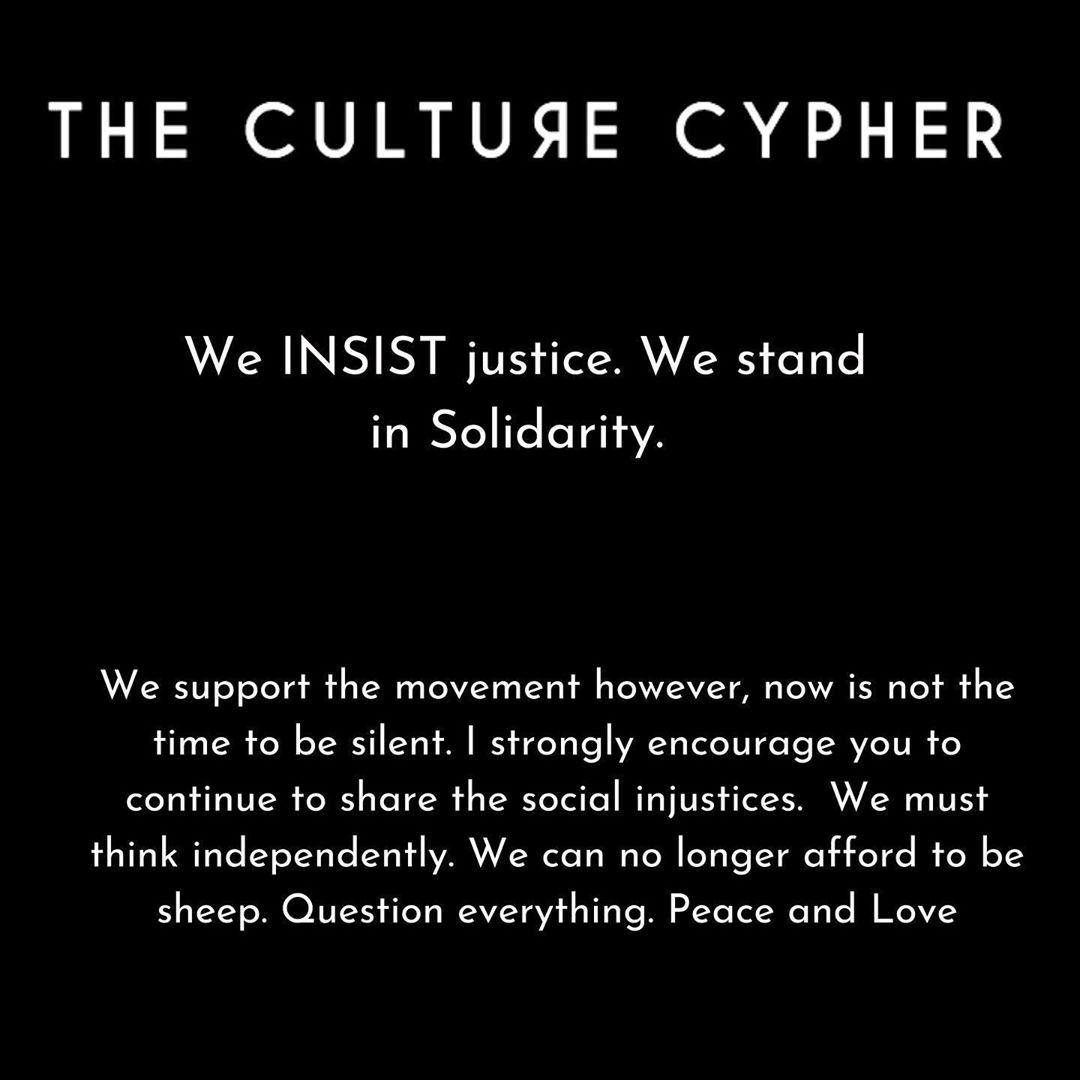 THE CULTUЯE CYPHER
We INSIST justice. We stand
in Solidarity.
We support the movement however, now is not the
time to be silent. I strongly encourage you to
continue to share the social injustices.  We must
think independently. We can no longer afford to be
sheep. Question everything. Peace and Love